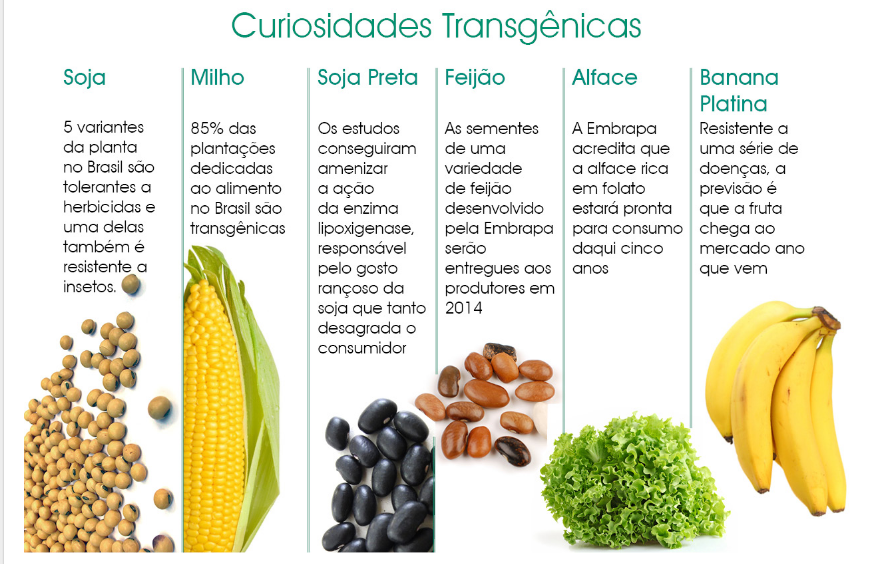 Curiosidades Transgênicas
Soja
5 variantes
da planta
no Brasil são
tolerantes a
herbicidas e
uma delas
também é
resistente a
insetos.
Milho
85% das
plantações
dedicadas
ao alimento
no Brasil são
transgênicas
Soja Preta
Os estudos
conseguiram
amenizar
a ação
da enzima
lipoxigenase,
responsável
pelo gosto
rançoso da
soja que tanto
desagrada o
consumidor
Feijão
As sementes
de uma
variedade
de feijão
desenvolvido
pela Embrapa
serão
entregues aos
produtores em
2014
Alface
A Embrapa
acredita que
a alface rica
em folato
estará pronta
para consumo
daqui cinco
anos
Banana
Platina
Resistente a
uma série de
doenças, a
previsão é
que a fruta
chega ao
mercado ano
que vem